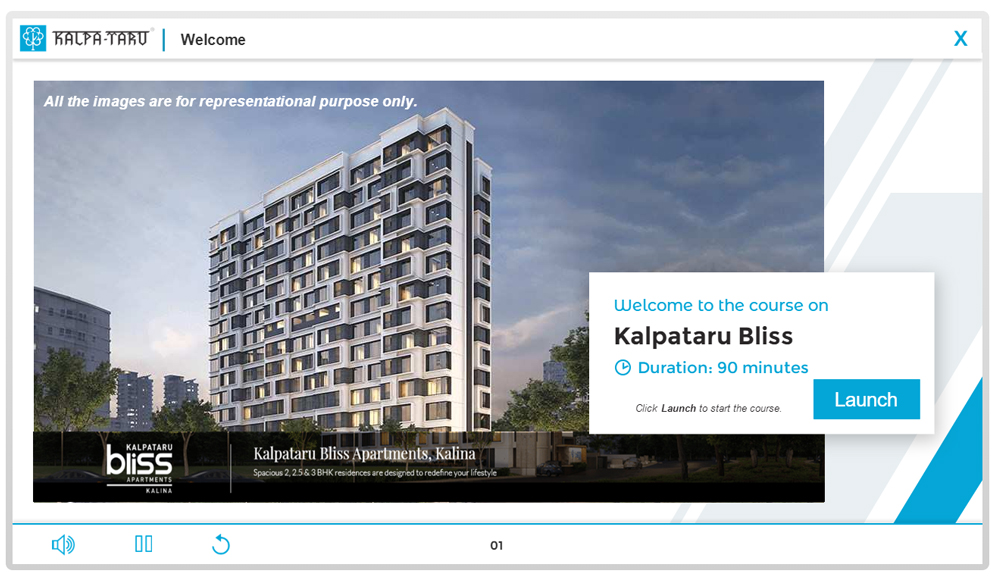 KALPA-TARU
Welcome
X
All the images are for representational purpose only.
Welcome to the course on
Kalpataru Bliss
Duration: 90 minutes
Click Launch to start the course.
Launch
KALPATARU
bliss
APARTMENTS
KALINA
Kalpataru Bliss Apartments, Kalina
Spacious 2, 2.5 & 3 BHK residences are designed to redefine your lifestyle
01